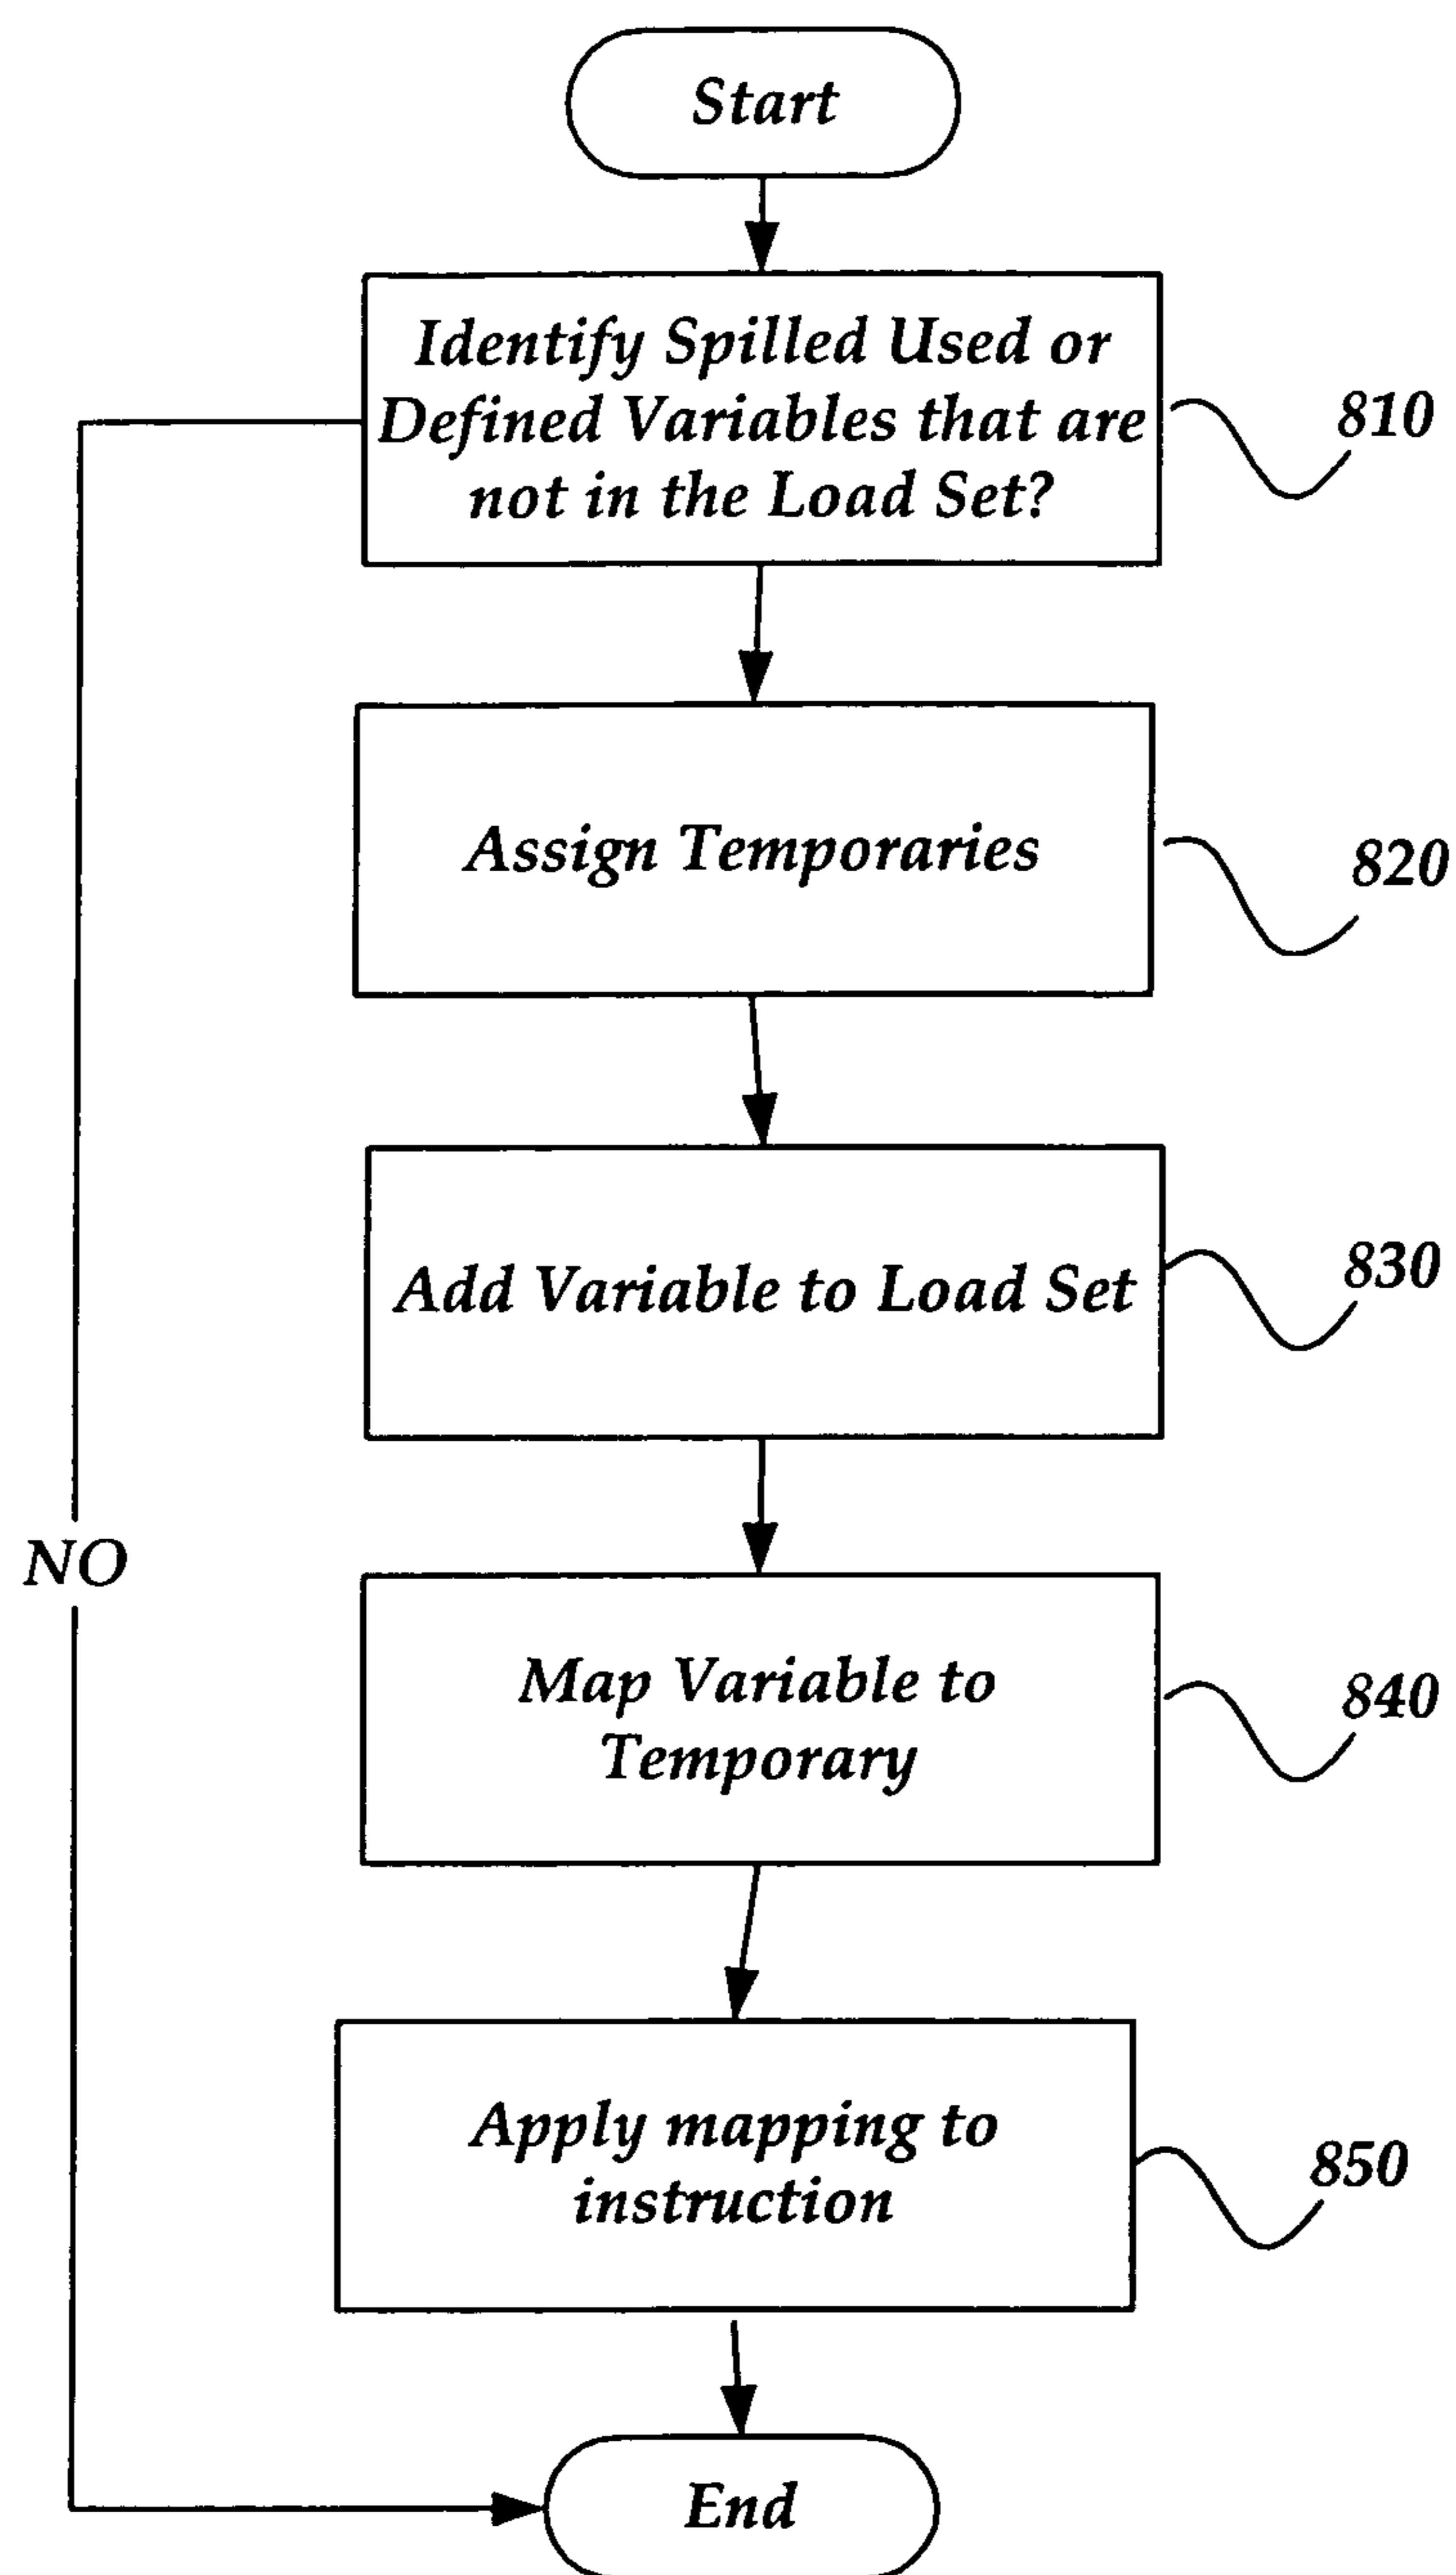 Start
Identify Spilled Used or
Defined Variables that are
not in the Load Set?
810
Assign Temporaries
820
Add Variable to Load Set
830
NO
Map Variable to
Temporary
840
Apply mapping to
instruction
850
End